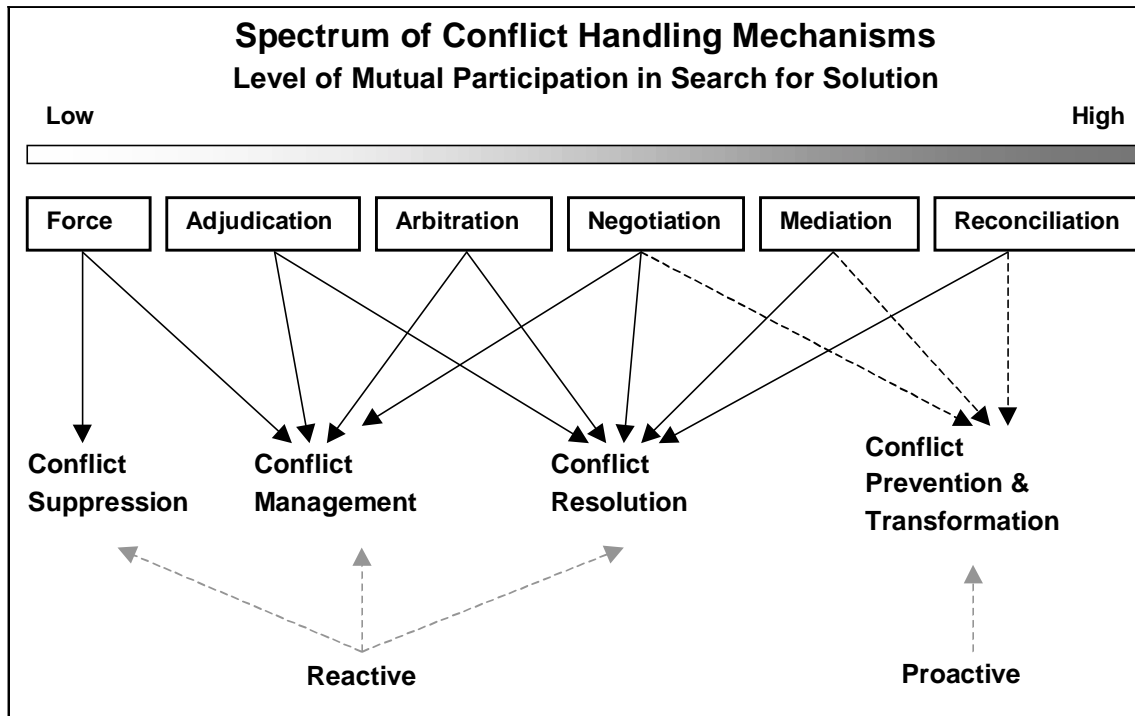 Spectrum of Conflict Handling Mechanisms
Level of Mutual Participation in Search for Solution
Low High
Force Adjudication Arbitration Negotiation Mediation Reconciliation
Conflict
Suppression
Conflict
Management
Conflict
Resolution
Conflict
Prevention &
Transformation
Reactive
Proactive